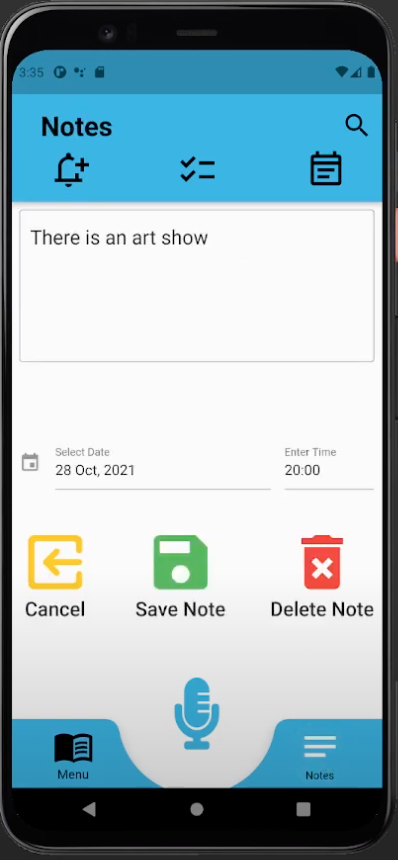 3:35
Notes
There is an art show
Select Date
Enter Time
28 Oct, 2021
20:00
Cancel
Save Note
Delete Note
Menu
Notes